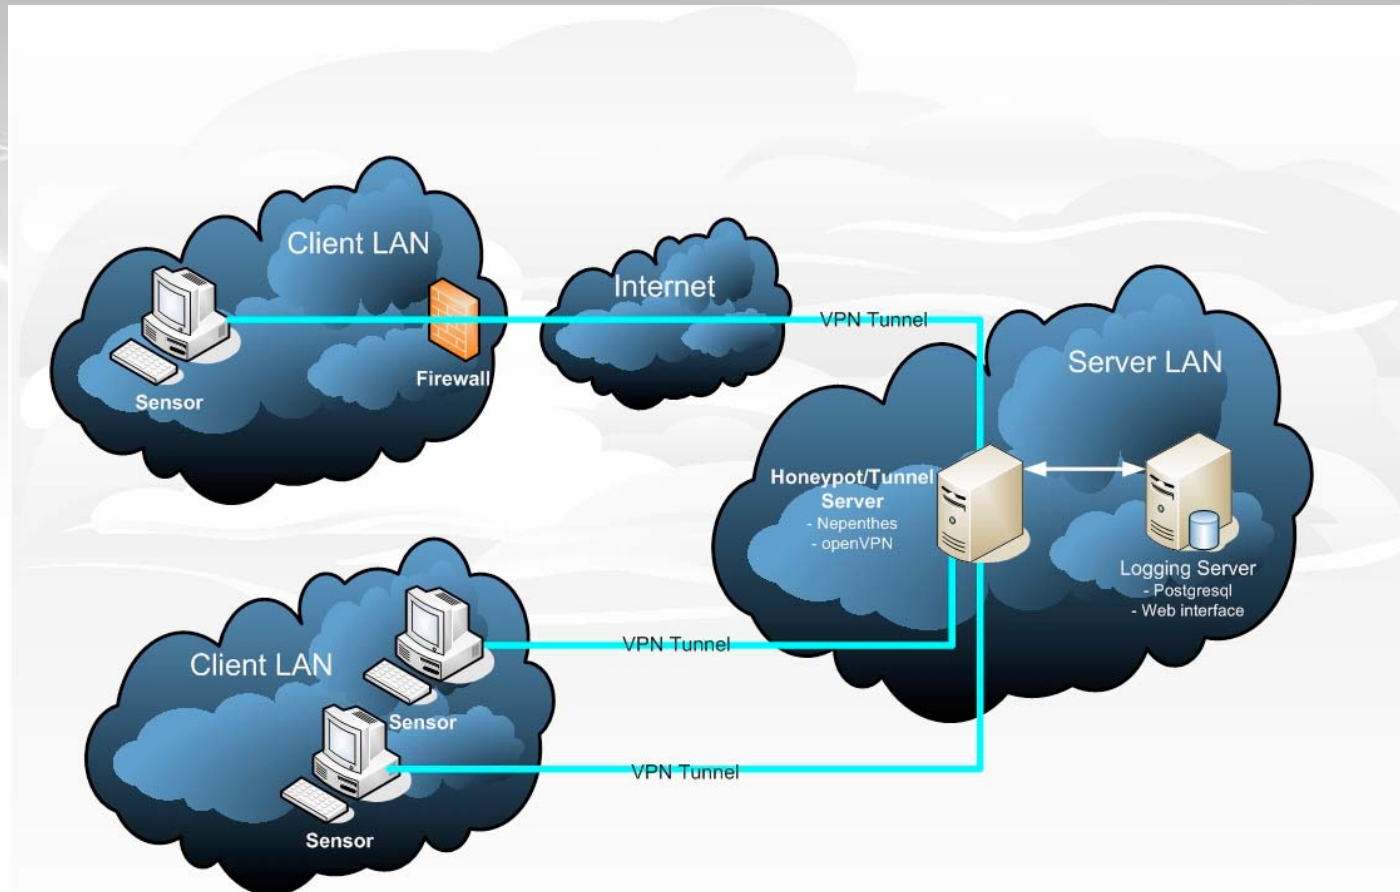 Client LAN
Sensor
Firewall
Internet
VPN Tunnel
Server LAN
Honeypot/Tunnel
Server
- Nepenthes
- openVPN
Logging Server
- Postgresql
- Web interface
Client LAN
Sensor
Sensor
VPN Tunnel
VPN Tunnel